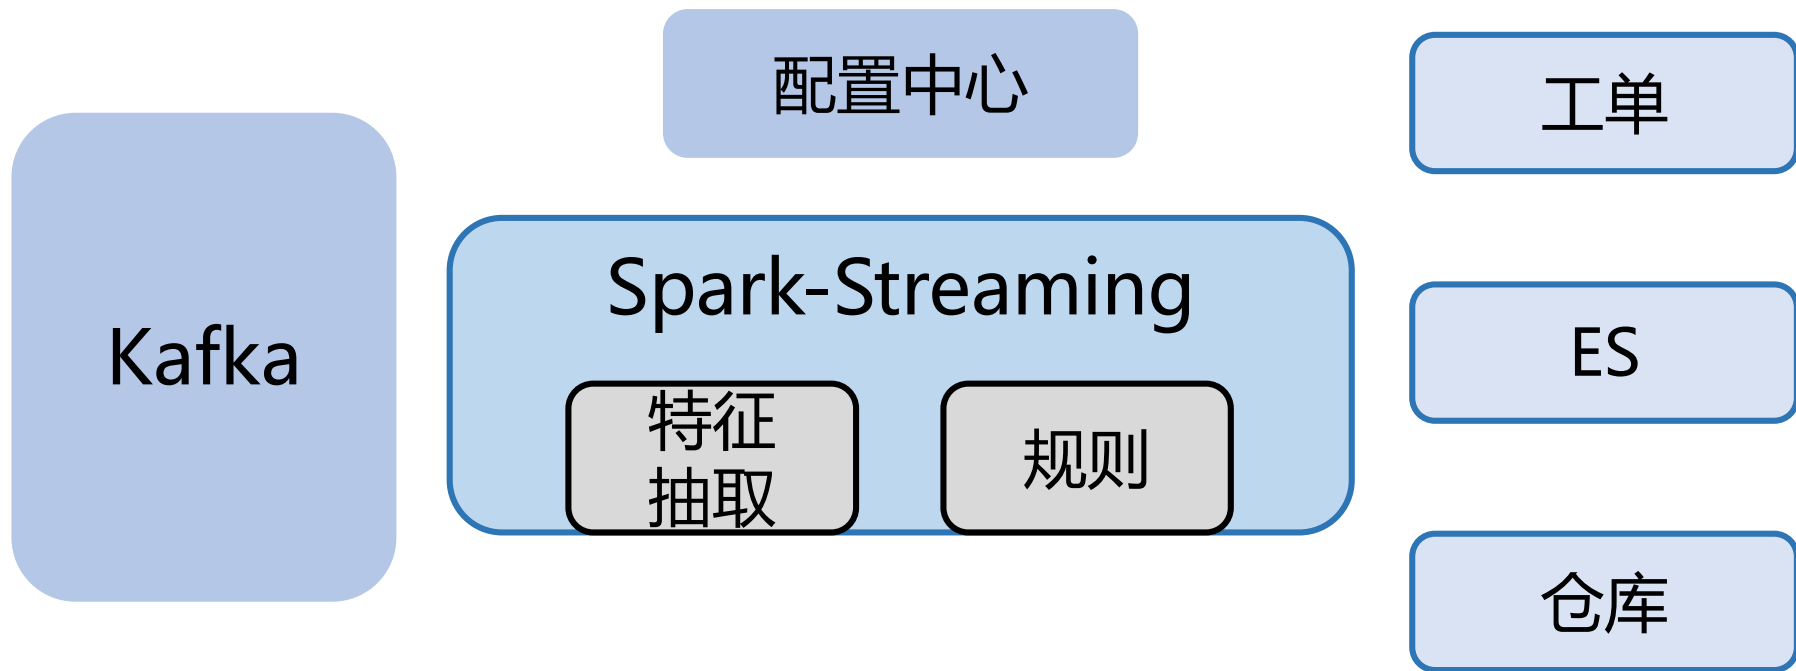 Kafka
配置中心
Spark-Streaming
特征
抽取
规则
工单
ES
仓库